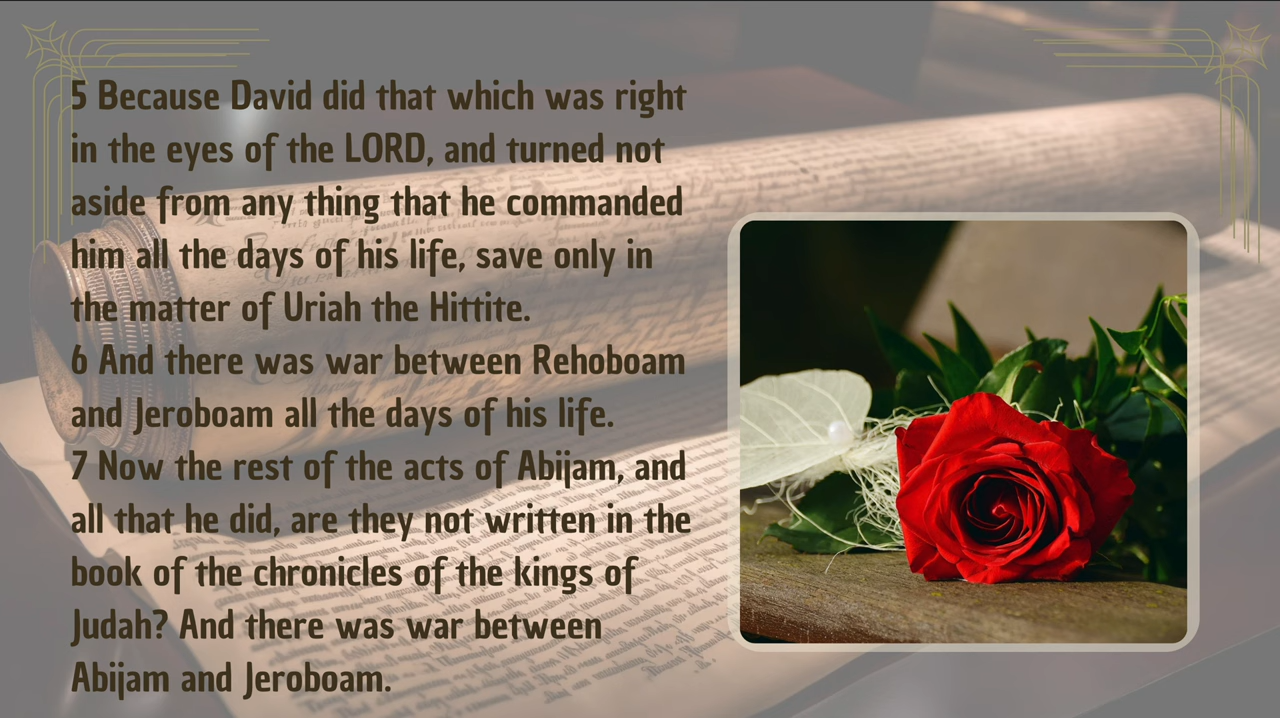 5 Because David did that which was right
in the eyes of the LORD, and turned not
aside from any thing that he commanded
him all the days of his life, save only in
the matter of Uriah the Hittite.
6 And there was war between Rehoboam
and Jeroboam all the days of his life.
7 Now the rest of the acts of Abijam, and
all that he did, are they not written in the
book of the chronicles of the kings of
Judah? And there was war between
Abijam and Jeroboam.